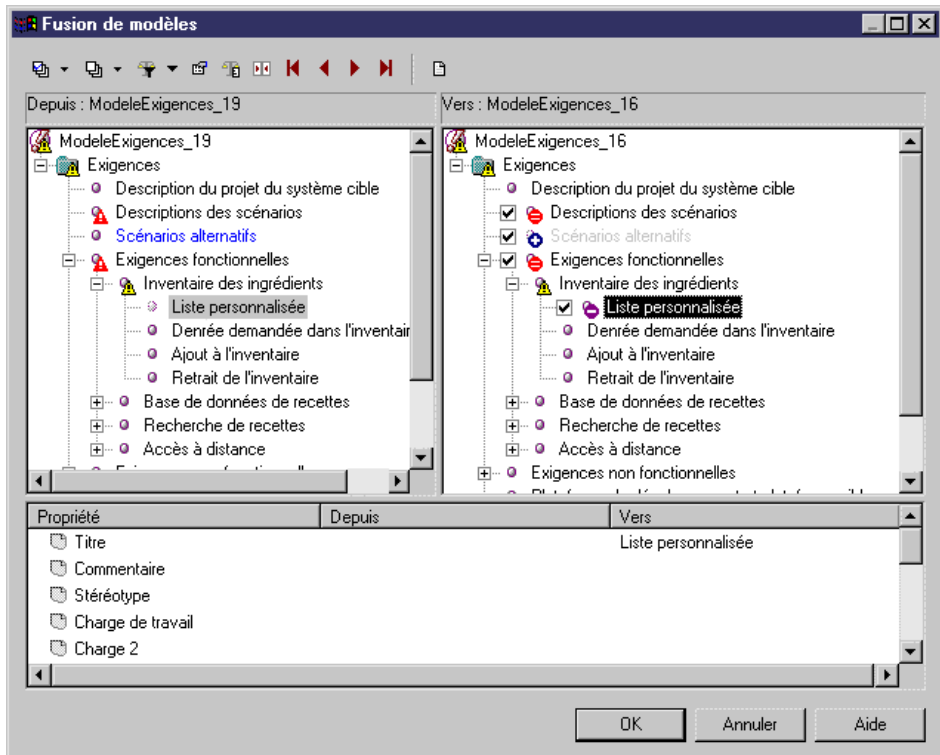 Fusion de modèles
Depuis : ModeleExigences_19
Vers : ModeleExigences_16
ModeleExigences_19
Exigences
Description du projet du système cible
Descriptions des scénarios
Scénarios alternatifs
Exigences fonctionnelles
Inventaire des ingrédients
Liste personnalisée
Denrée demandée dans l'inventair
Ajout à l'inventaire
Retrait de l'inventaire
Base de données de recettes
Recherche de recettes
Accès à distance
ModeleExigences_16
Exigences
Description du projet du système cible
Descriptions des scénarios
Scénarios alternatifs
Exigences fonctionnelles
Inventaire des ingrédients
Liste personnalisée
Denrée demandée dans l'inventaire
Ajout à l'inventaire
Retrait de l'inventaire
Base de données de recettes
Recherche de recettes
Accès à distance
Exigences non fonctionnelles
Propriété Depuis Vers
Titre Liste personnalisée
Commentaire
Stéréotype
Charge de travail
Charge 2
OK Annuler Aide